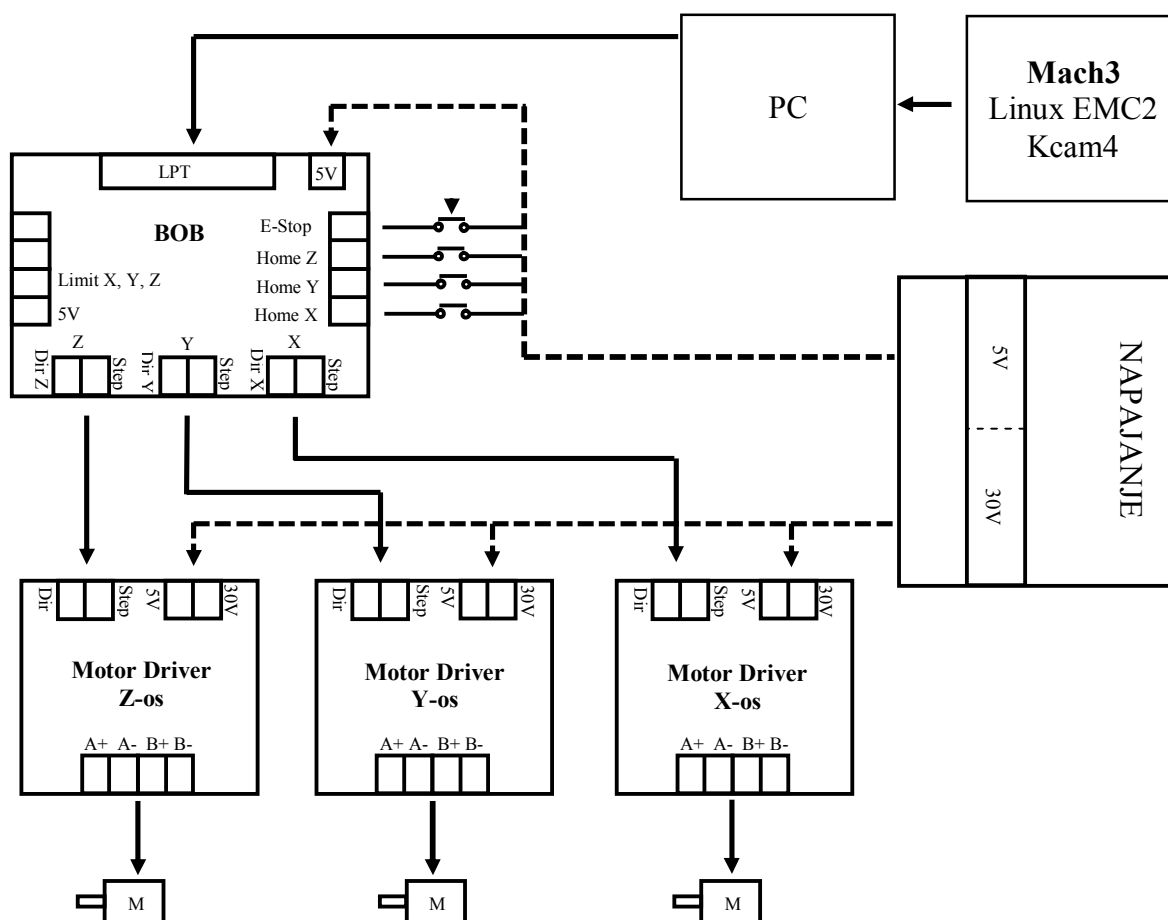 Mach3
Linux EMC2
Kcam4
PC
LPT
5V
BOB
E-Stop
Home Z
Home Y
Home X
Limit X, Y, Z
5V
Z
Y
X
Dir Z
Step
Dir Y
Step
Dir X
Step
5V
30V
NAPAJANJE
Dir
Step
5V
30V
Motor Driver
Z-os
A+ A- B+ B-
M
Dir
Step
5V
30V
Motor Driver
Y-os
A+ A- B+ B-
M
Dir
Step
5V
30V
Motor Driver
X-os
A+ A- B+ B-
M